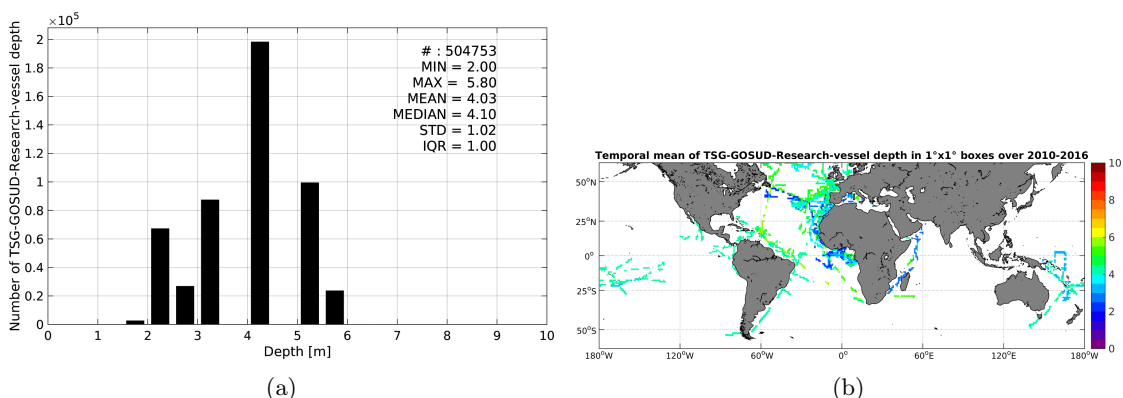 ×10⁵
Number of TSG-GOSUD-Research-vessel depth
2
1.8
1.6
1.4
1.2
1
0.8
0.6
0.4
0.2
0
# : 504753
MIN = 2.00
MAX = 5.80
MEAN = 4.03
MEDIAN = 4.10
STD = 1.02
IQR = 1.00
0 1 2 3 4 5 6 7 8 9 10
Depth [m]
(a)
Temporal mean of TSG-GOSUD-Research-vessel depth in 1°x1° boxes over 2010-2016
50°N
25°N
0°
25°S
50°S
180°W 120°W 60°W 0° 60°E 120°E 180°W
10
8
6
4
2
0
(b)